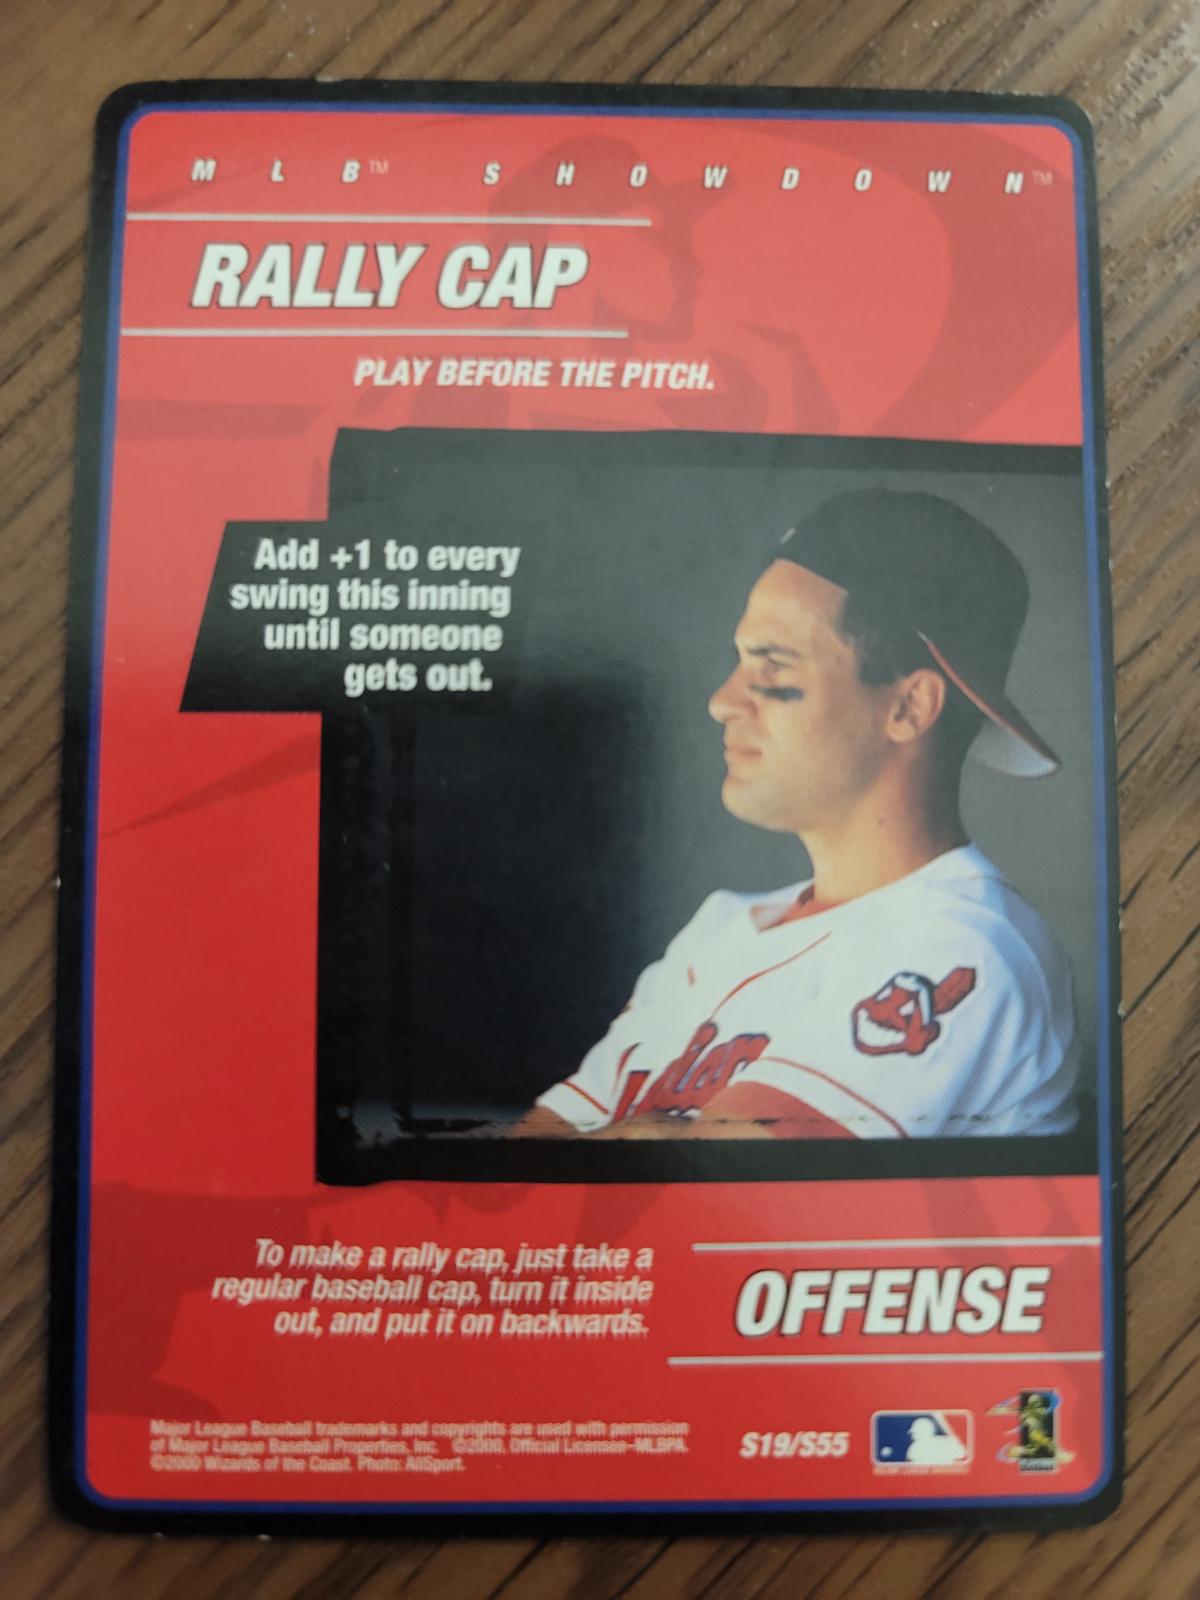 MLB™ SHOWDOWN™
RALLY CAP
PLAY BEFORE THE PITCH.
Add +1 to every
swing this inning
until someone
gets out.
Indians
To make a rally cap, just take a
regular baseball cap, turn it inside
out, and put it on backwards.
OFFENSE
Major League Baseball trademarks and copyrights are used with permission
of Major League Baseball Properties, Inc. ©2000, Official Licensee–MLBPA.
©2000 Wizards of the Coast. Photo: AllSport.
S19/S55